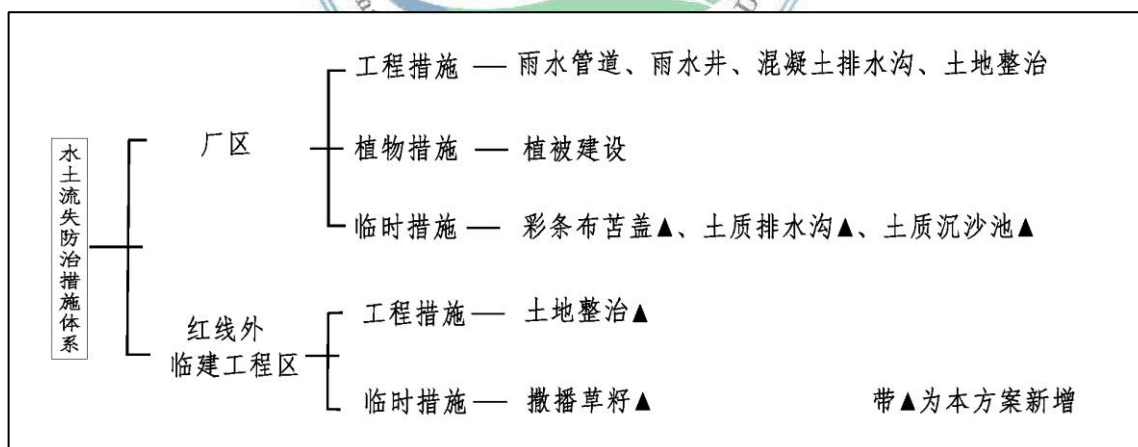 水土流失防治措施体系
厂区
工程措施 — 雨水管道、雨水井、混凝土排水沟、土地整治
植物措施 — 植被建设
临时措施 — 彩条布苫盖▲、土质排水沟▲、土质沉沙池▲
红线外
临建工程区
工程措施 — 土地整治▲
临时措施 — 撒播草籽▲
带▲为本方案新增